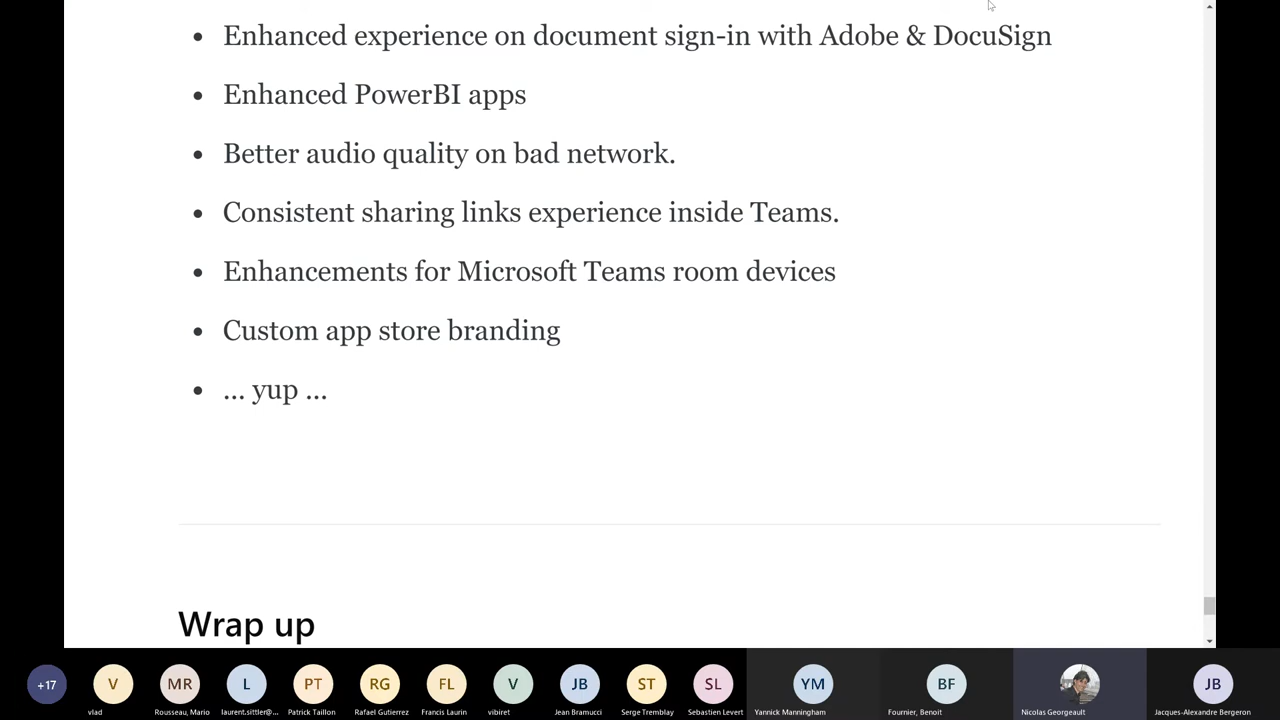 • Enhanced experience on document sign-in with Adobe & DocuSign
• Enhanced PowerBI apps
• Better audio quality on bad network.
• Consistent sharing links experience inside Teams.
• Enhancements for Microsoft Teams room devices
• Custom app store branding
• ... yup ...
Wrap up
+17 V MR L PT RG FL V JB ST SL YM BF JB
vlad Rousseau, Mario laurent.sittler@... Patrick Taillon Rafael Gutierrez Francis Laurin vibiret Jean Bramucci Serge Tremblay Sebastien Levert Yannick Manningham Fournier, Benoit Nicolas Georgeault Jacques-Alexandre Bergeron